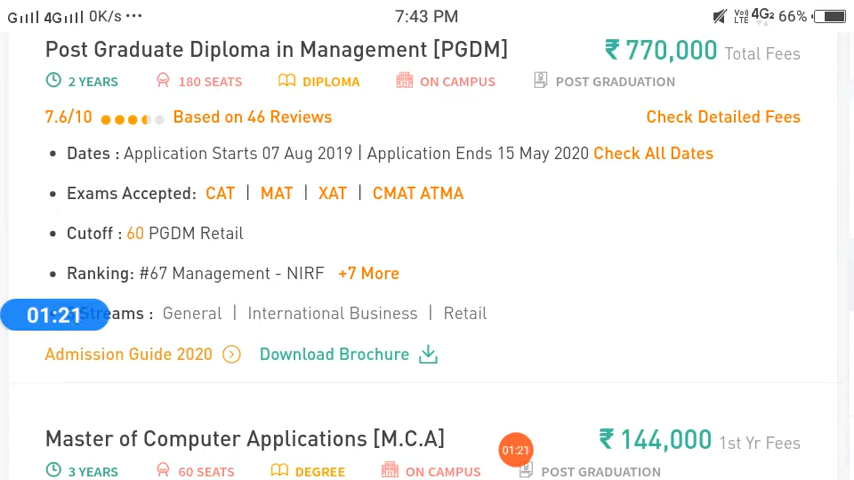 4G 0K/s ••• 7:43 PM VoD LTE 4G2 66%
Post Graduate Diploma in Management [PGDM] ₹ 770,000 Total Fees
2 YEARS 180 SEATS DIPLOMA ON CAMPUS POST GRADUATION
7.6/10 Based on 46 Reviews Check Detailed Fees
• Dates : Application Starts 07 Aug 2019 | Application Ends 15 May 2020 Check All Dates
• Exams Accepted: CAT | MAT | XAT | CMAT ATMA
• Cutoff : 60 PGDM Retail
• Ranking: #67 Management - NIRF +7 More
01:21 Streams : General | International Business | Retail
Admission Guide 2020 Download Brochure
Master of Computer Applications [M.C.A] 01:21 ₹ 144,000 1st Yr Fees
3 YEARS 60 SEATS DEGREE ON CAMPUS POST GRADUATION